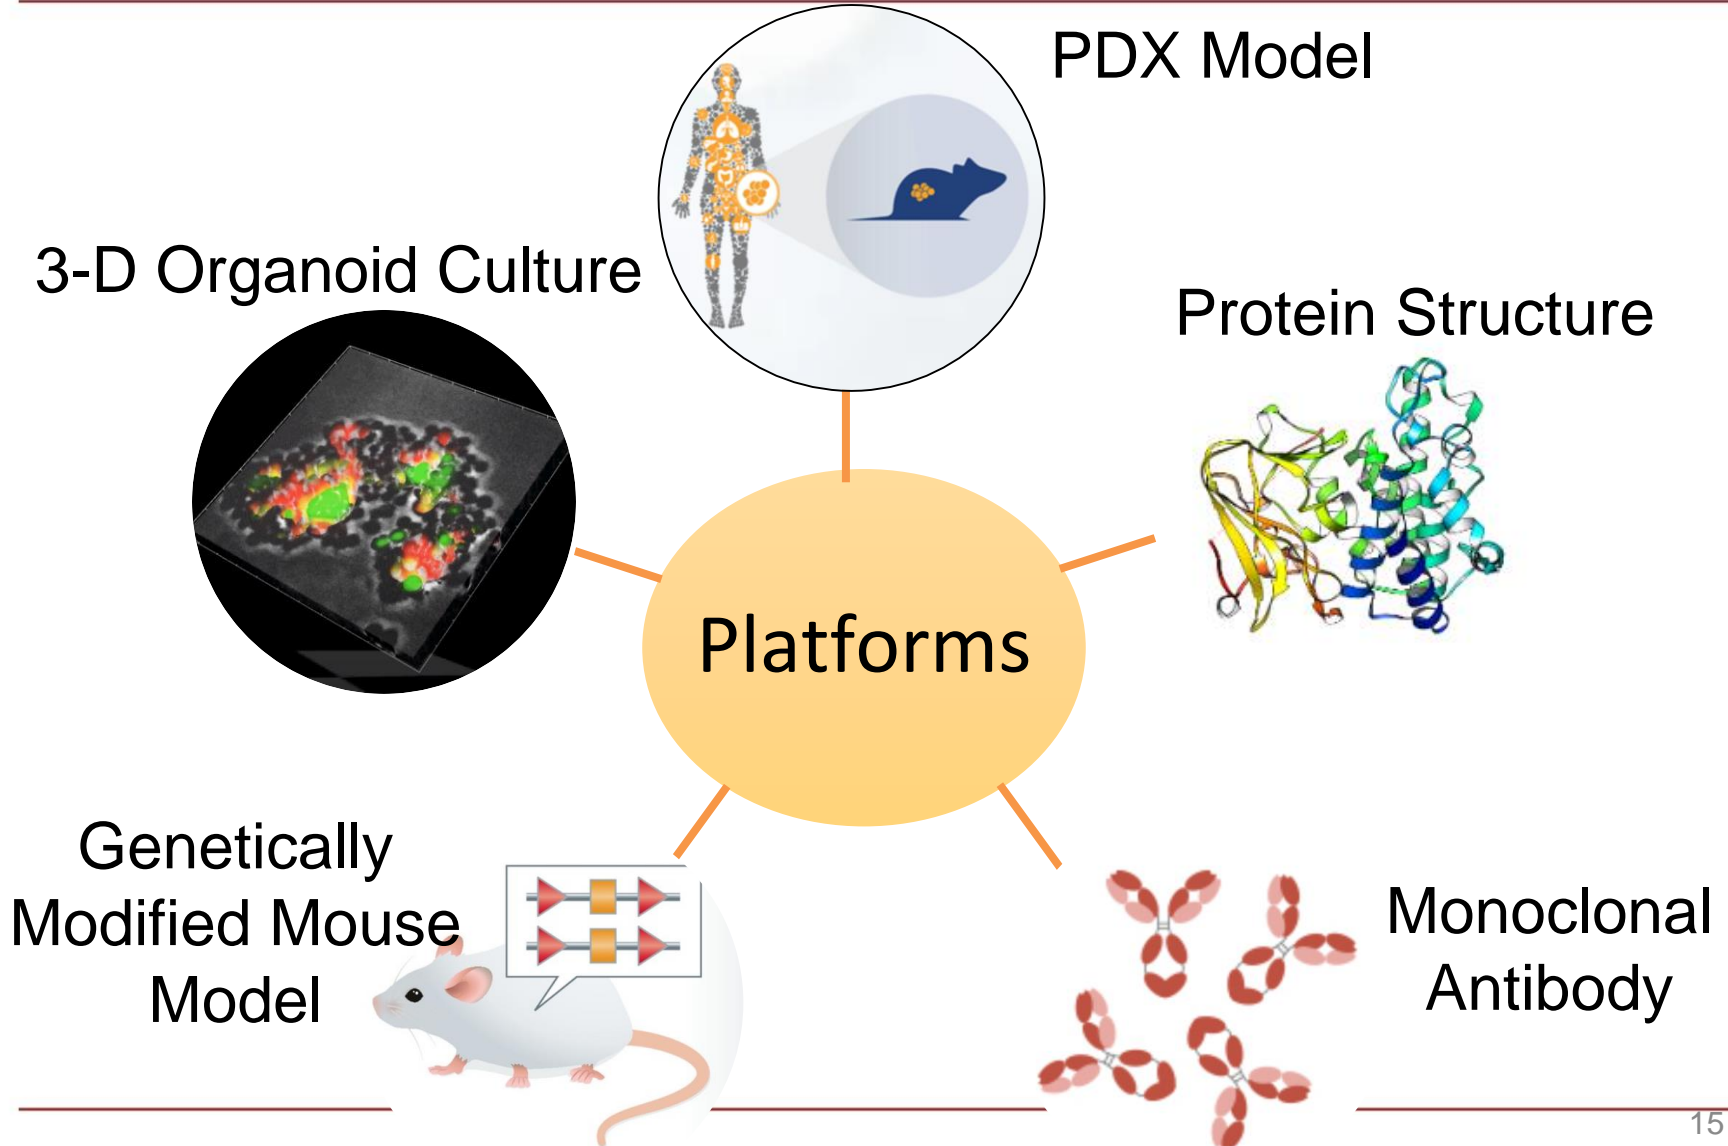 PDX Model
3-D Organoid Culture
Protein Structure
Platforms
Genetically
Modified Mouse
Model
Monoclonal
Antibody
15